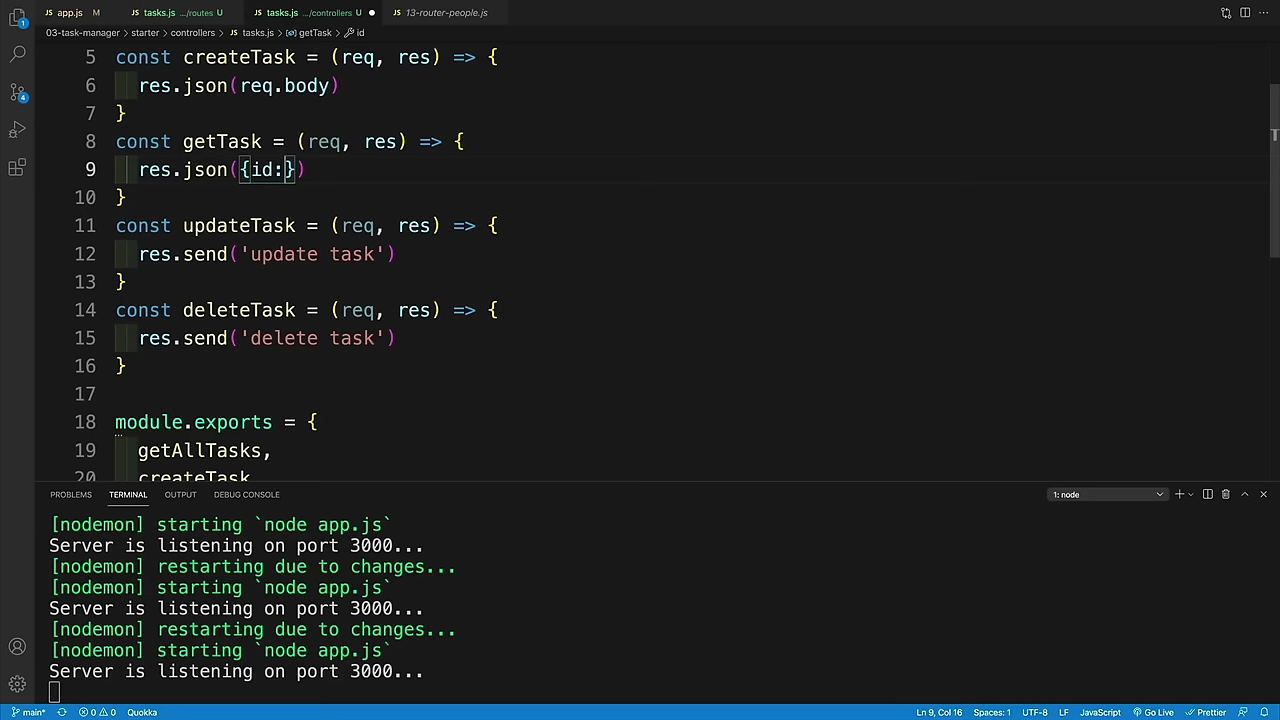 app.js M tasks.js .../routes U tasks.js .../controllers U 13-router-people.js
03-task-manager > starter > controllers > tasks.js > getTask > id
5 const createTask = (req, res) => {
6 res.json(req.body)
7 }
8 const getTask = (req, res) => {
9 res.json({id:})
10 }
11 const updateTask = (req, res) => {
12 res.send('update task')
13 }
14 const deleteTask = (req, res) => {
15 res.send('delete task')
16 }
17
18 module.exports = {
19 getAllTasks,
20 createTask
PROBLEMS TERMINAL OUTPUT DEBUG CONSOLE 1: node
[nodemon] starting `node app.js`
Server is listening on port 3000...
[nodemon] restarting due to changes...
[nodemon] starting `node app.js`
Server is listening on port 3000...
[nodemon] restarting due to changes...
[nodemon] starting `node app.js`
Server is listening on port 3000...
main* 0 0 Quokka Ln 9, Col 16 Spaces: 1 UTF-8 LF JavaScript Go Live Prettier
1
4